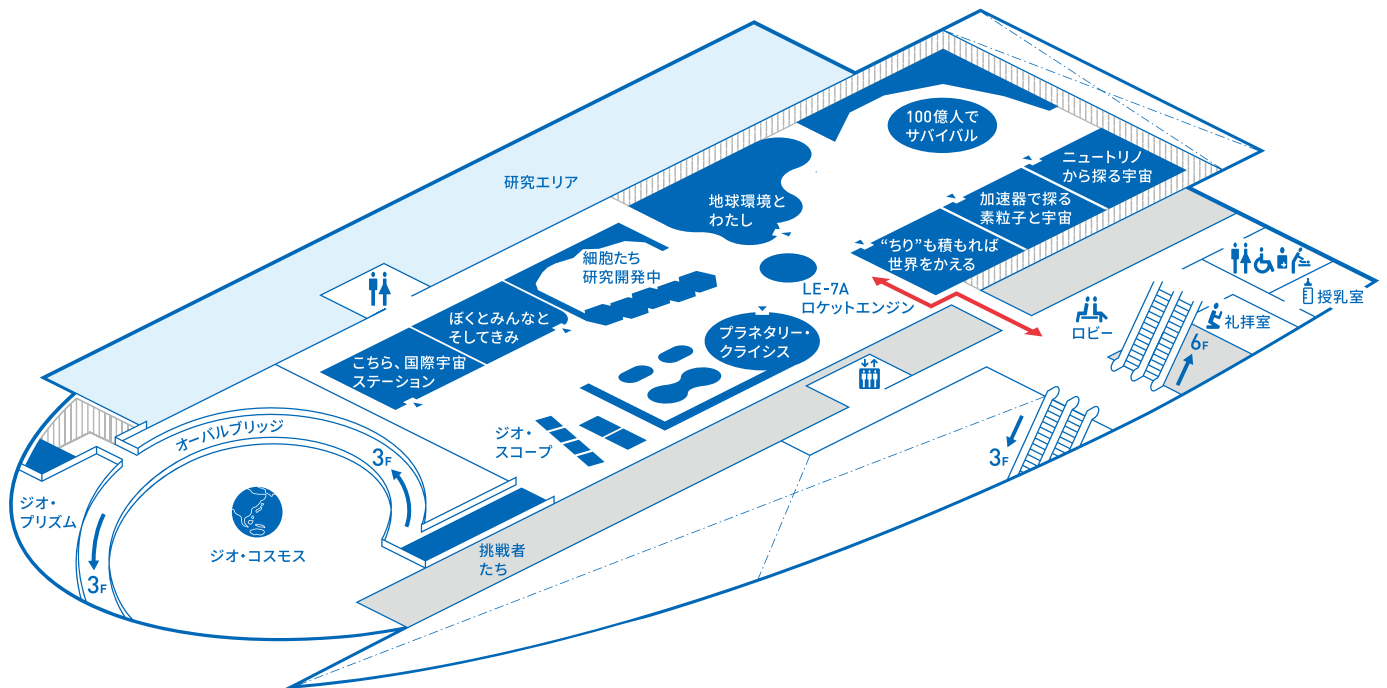 100億人で
サバイバル
ニュートリノ
から探る宇宙
研究エリア
加速器で探る
素粒子と宇宙
地球環境と
わたし
“ちり”も積もれば
世界をかえる
細胞たち
研究開発中
LE-7A
ロケットエンジン
授乳室
ロビー
礼拝室
6F
ぼくとみんなと
そしてきみ
プラネタリー・
クライシス
こちら、国際宇宙
ステーション
オーバルブリッジ
ジオ・
スコープ
3F
3F
ジオ・
プリズム
ジオ・コスモス
挑戦者
たち
3F